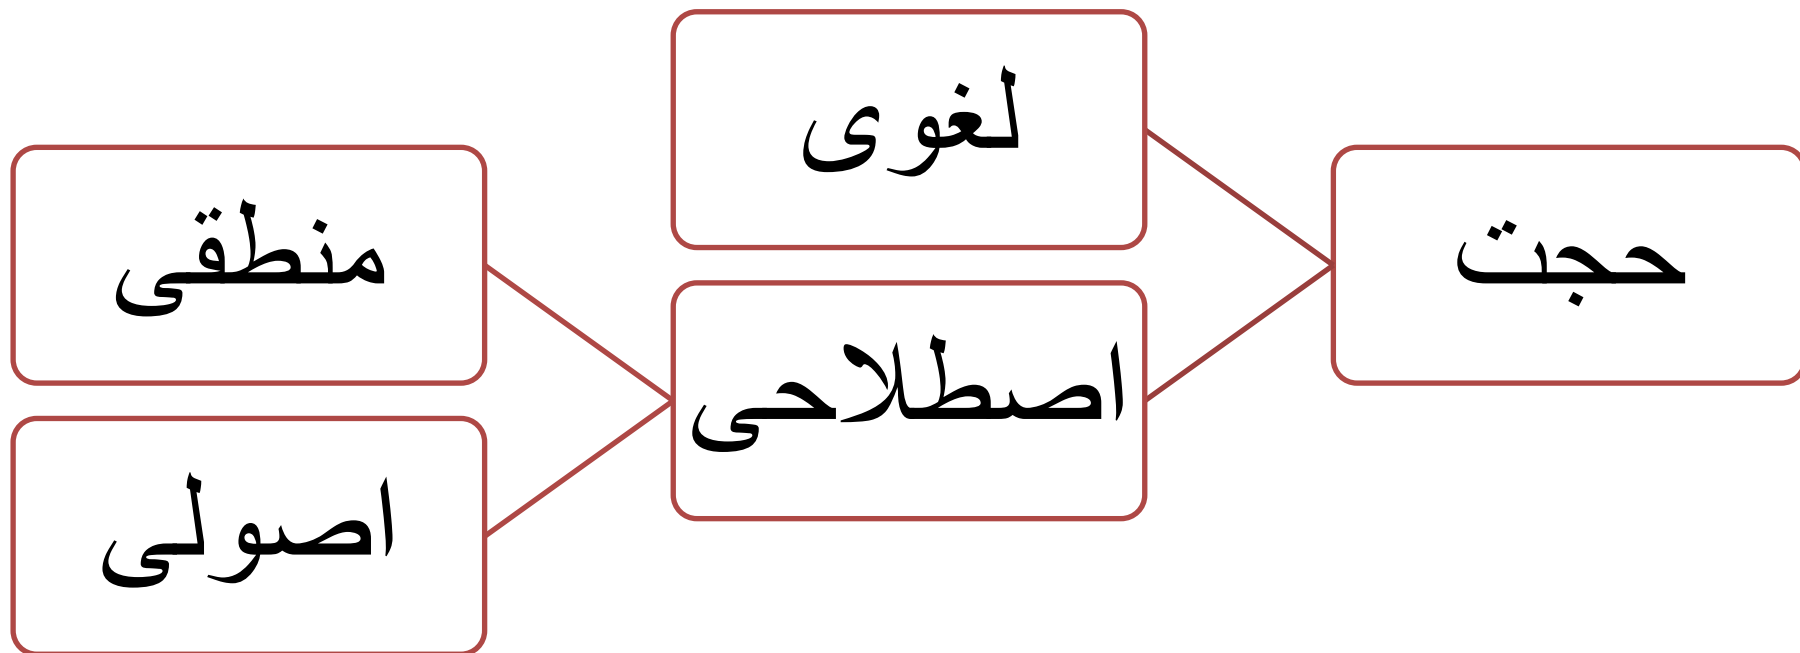 حجت
لغوی
اصطلاحی
منطقی
اصولی